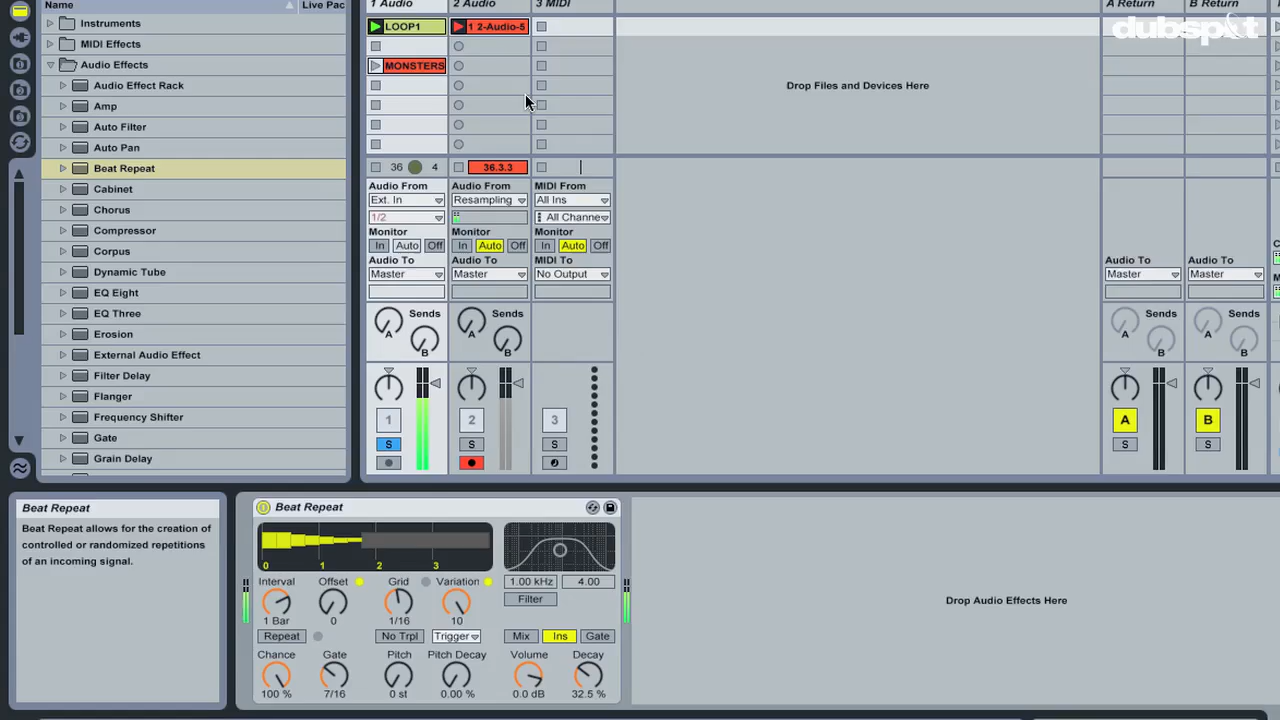 Name
Live Pac
Instruments
MIDI Effects
Audio Effects
Audio Effect Rack
Amp
Auto Filter
Auto Pan
Beat Repeat
Cabinet
Chorus
Compressor
Corpus
Dynamic Tube
EQ Eight
EQ Three
Erosion
External Audio Effect
Filter Delay
Flanger
Frequency Shifter
Gate
Grain Delay
1 Audio 2 Audio 3 MIDI
LOOP1 1 2-Audio-5
MONSTERS
36 4 36.3.3
Audio From Audio From MIDI From
Ext. In Resampling All Ins
1/2 All Channe
Monitor Monitor Monitor
In Auto Off In Auto Off In Auto Off
Audio To Audio To MIDI To
Master Master No Output
Sends Sends
A A
B B
1 2 3
S S S
Drop Files and Devices Here
A Return B Return
dubspot
Audio To Audio To
Master Master
Sends Sends
A A
B B
A B
S S
Beat Repeat
Beat Repeat allows for the creation of
controlled or randomized repetitions
of an incoming signal.
Beat Repeat
0 1 2 3
Interval Offset Grid Variation
1 Bar 0 1/16 10
Repeat No Trpl Trigger
Chance Gate Pitch Pitch Decay
100 % 7/16 0 st 0.00 %
1.00 kHz 4.00
Filter
Mix Ins Gate
Volume Decay
0.0 dB 32.5 %
Drop Audio Effects Here